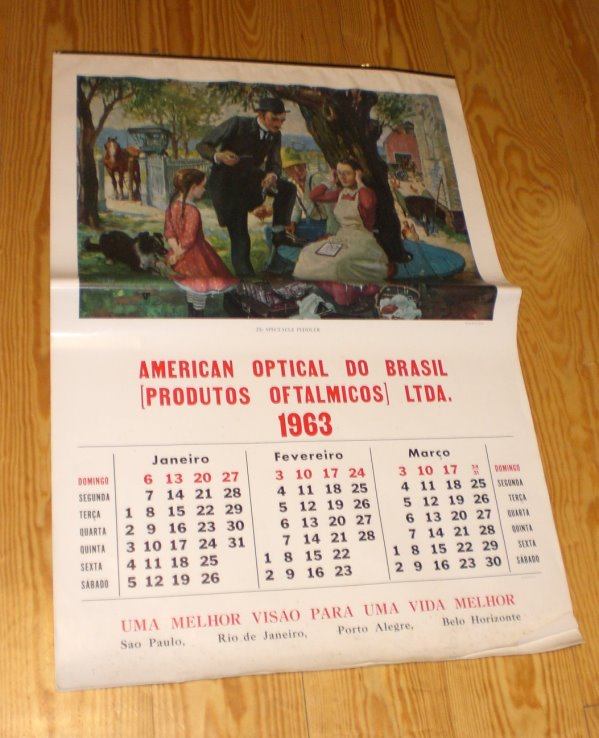 THE SPECTACLE PEDDLER
AMERICAN OPTICAL DO BRASIL
[PRODUTOS OFTALMICOS] LTDA.
1963
Janeiro Fevereiro Março
DOMINGO 6 13 20 27 3 10 17 24 3 10 17 24 31 DOMINGO
SEGUNDA 7 14 21 28 4 11 18 25 4 11 18 25 SEGUNDA
TERÇA 1 8 15 22 29 5 12 19 26 5 12 19 26 TERÇA
QUARTA 2 9 16 23 30 6 13 20 27 6 13 20 27 QUARTA
QUINTA 3 10 17 24 31 7 14 21 28 7 14 21 28 QUINTA
SEXTA 4 11 18 25 1 8 15 22 1 8 15 22 29 SEXTA
SÁBADO 5 12 19 26 2 9 16 23 2 9 16 23 30 SÁBADO
UMA MELHOR VISÃO PARA UMA VIDA MELHOR
Sao Paulo, Rio de Janeiro, Porto Alegre, Belo Horizonte